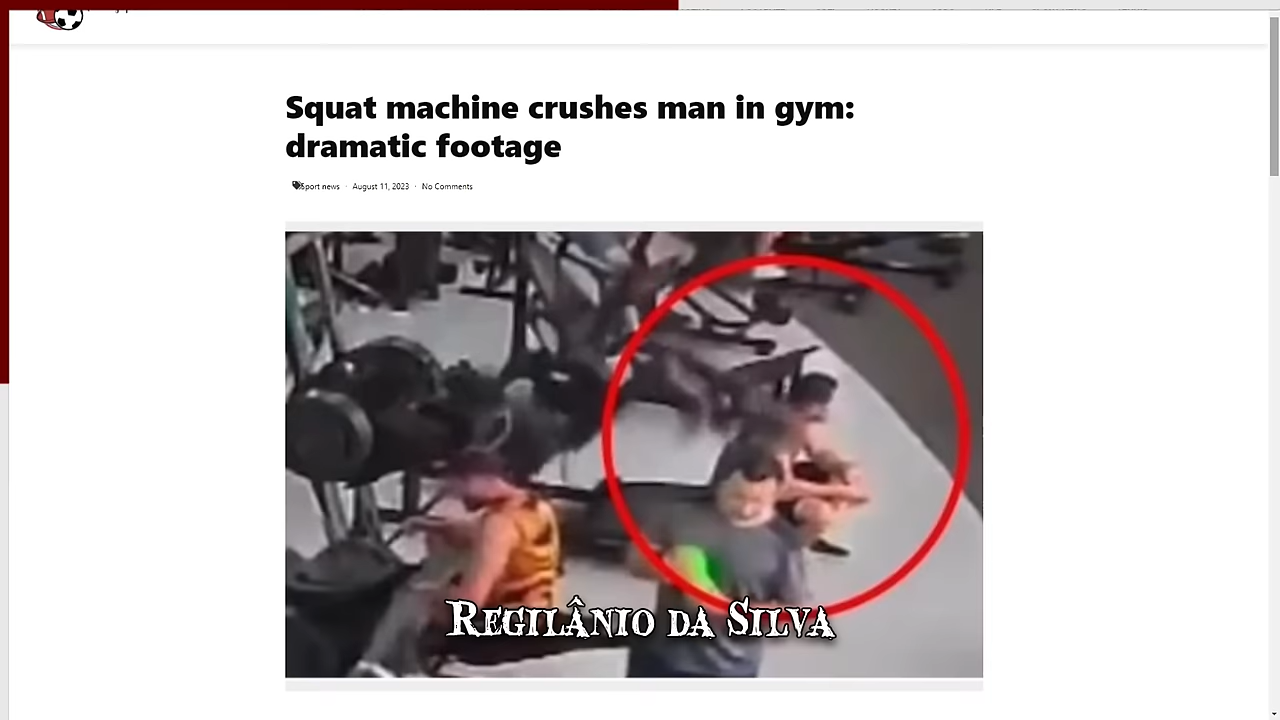 Squat machine crushes man in gym:
dramatic footage
Sport news · August 11, 2023 · No Comments
REGILÂNIO DA SILVA